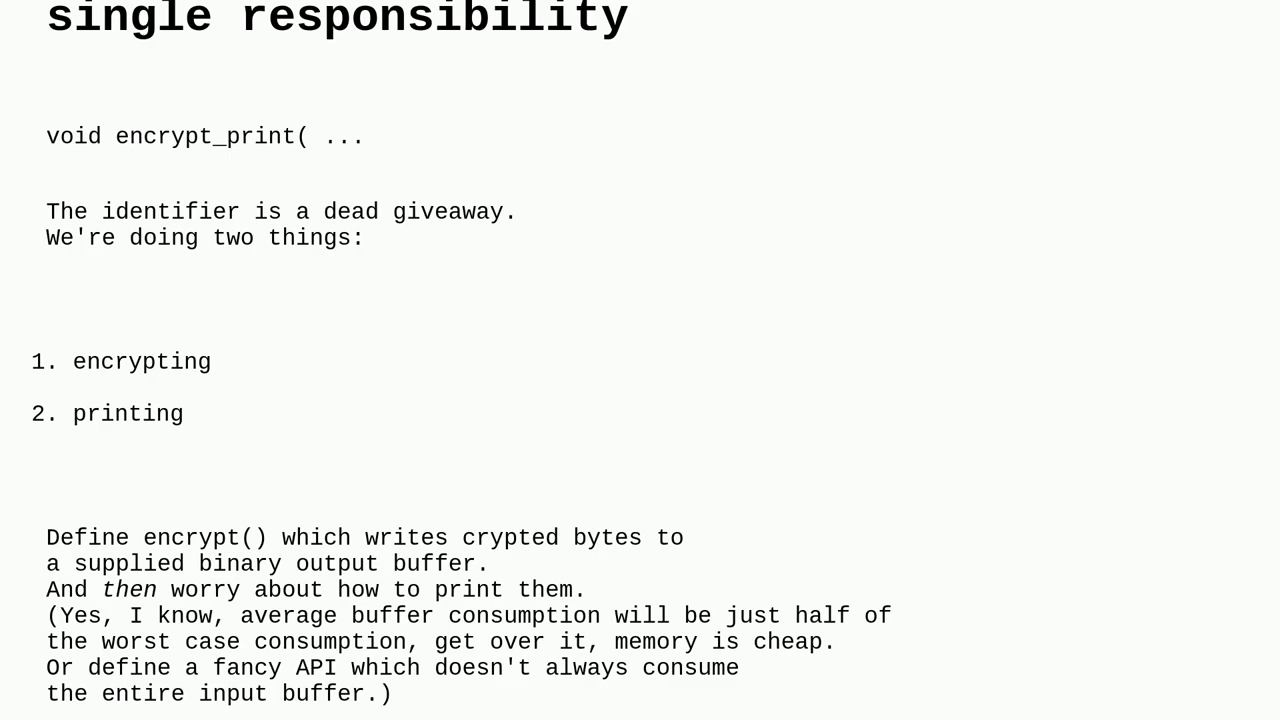 single responsibility
void encrypt_print( ...
The identifier is a dead giveaway.
We're doing two things:
1. encrypting
2. printing
Define encrypt() which writes crypted bytes to
a supplied binary output buffer.
And then worry about how to print them.
(Yes, I know, average buffer consumption will be just half of
the worst case consumption, get over it, memory is cheap.
Or define a fancy API which doesn't always consume
the entire input buffer.)